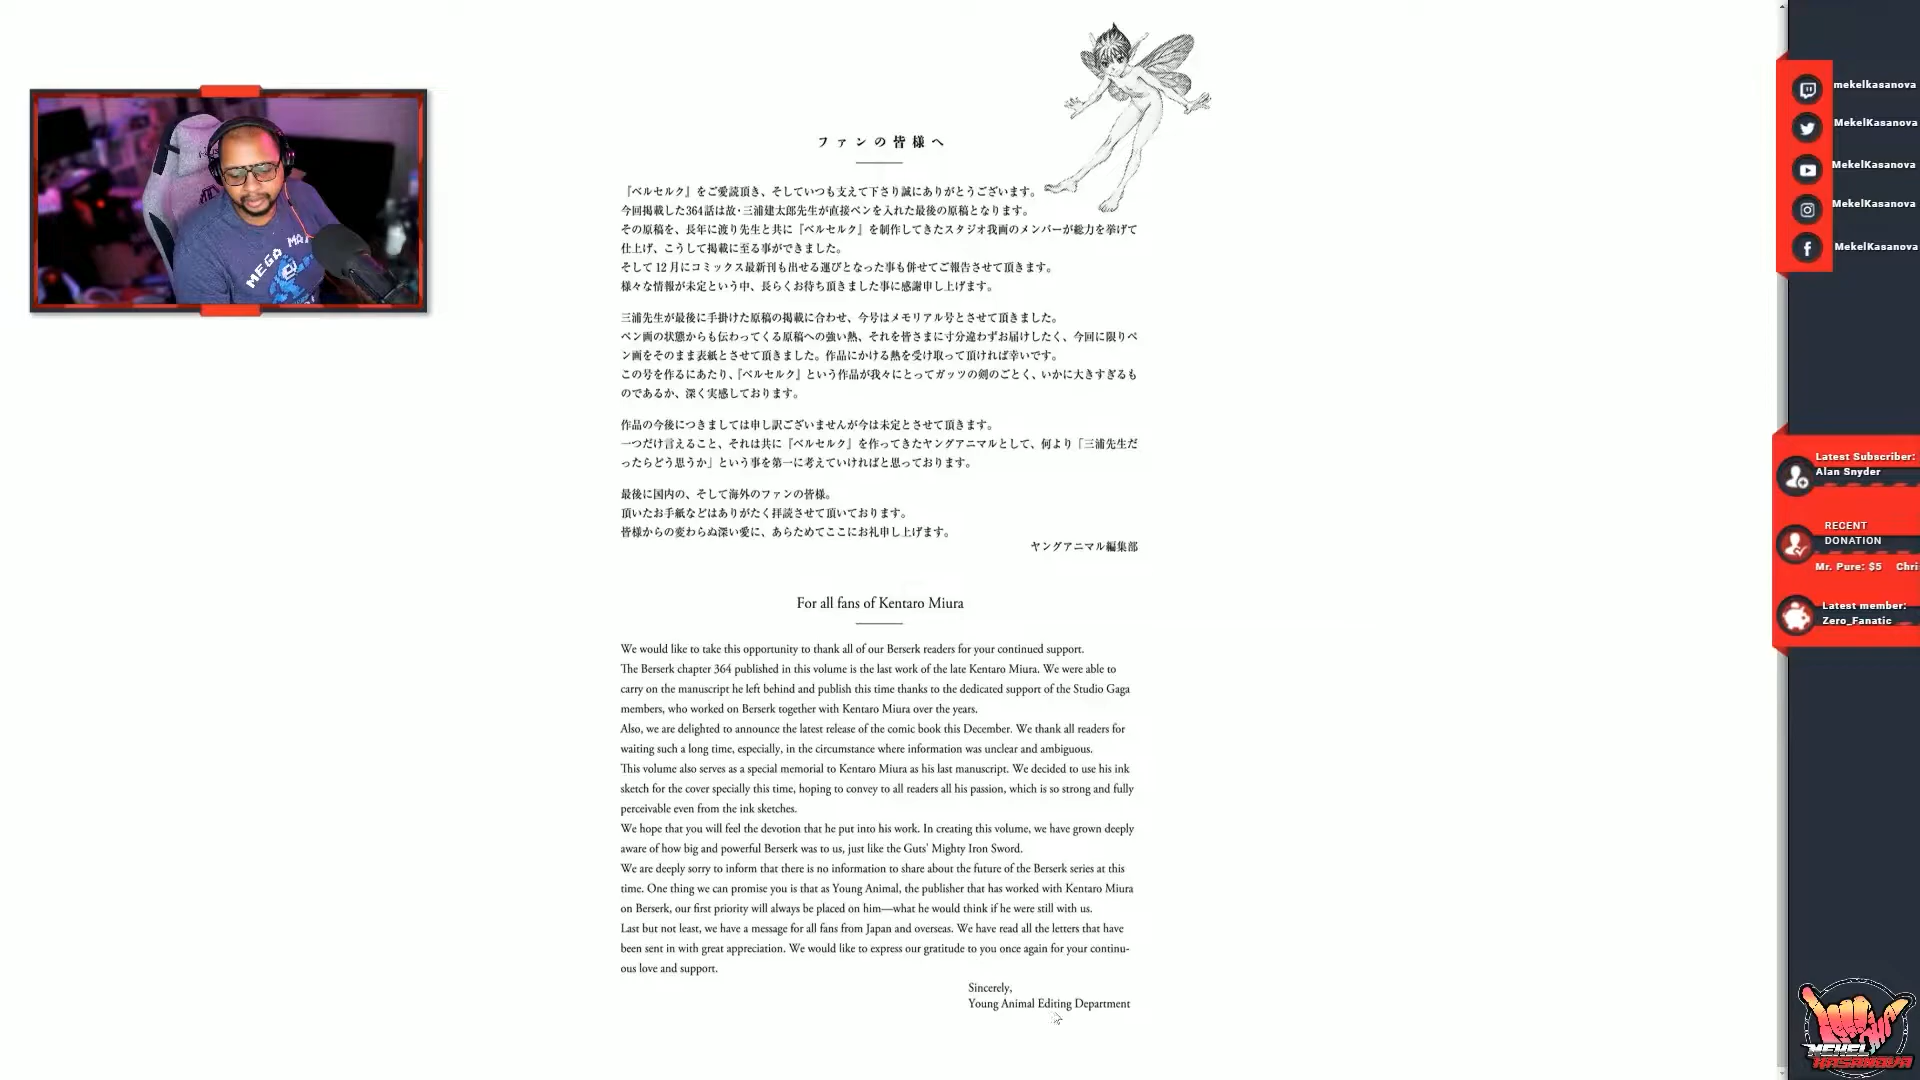 ファンの皆様へ
『ベルセルク』をご愛読頂き、そしていつも支えて下さり誠にありがとうございます。
今回掲載した364話は故・三浦建太郎先生が直接ペンを入れた最後の原稿となります。
その原稿を、長年に渡り先生と共に『ベルセルク』を制作してきたスタジオ我画のメンバーが総力を挙げて
仕上げ、こうして掲載に至る事ができました。
そして12月にコミックス最新刊も出せる運びとなった事も併せてご報告させて頂きます。
様々な情報が未定という中、長らくお待ち頂きました事に感謝申し上げます。
三浦先生が最後に手掛けた原稿の掲載に合わせ、今号はメモリアル号とさせて頂きました。
ペン画の状態からも伝わってくる原稿への強い熱、それを皆さまに寸分違わずお届けしたく、今回に限りペ
ン画をそのまま表紙とさせて頂きました。作品にかける熱を受け取って頂ければ幸いです。
この号を作るにあたり、『ベルセルク』という作品が我々にとってガッツの剣のごとく、いかに大きすぎるも
のであるか、深く実感しております。
作品の今後につきましては申し訳ございませんが今は未定とさせて頂きます。
一つだけ言えること、それは共に『ベルセルク』を作ってきたヤングアニマルとして、何より「三浦先生だ
ったらどう思うか」という事を第一に考えていければと思っております。
最後に国内の、そして海外のファンの皆様。
頂いたお手紙などはありがたく拝読させて頂いております。
皆様からの変わらぬ深い愛に、あらためてここにお礼申し上げます。
ヤングアニマル編集部
For all fans of Kentaro Miura
We would like to take this opportunity to thank all of our Berserk readers for your continued support.
The Berserk chapter 364 published in this volume is the last work of the late Kentaro Miura. We were able to
carry on the manuscript he left behind and publish this time thanks to the dedicated support of the Studio Gaga
members, who worked on Berserk together with Kentaro Miura over the years.
Also, we are delighted to announce the latest release of the comic book this December. We thank all readers for
waiting such a long time, especially, in the circumstance where information was unclear and ambiguous.
This volume also serves as a special memorial to Kentaro Miura as his last manuscript. We decided to use his ink
sketch for the cover specially this time, hoping to convey to all readers all his passion, which is so strong and fully
perceivable even from the ink sketches.
We hope that you will feel the devotion that he put into his work. In creating this volume, we have grown deeply
aware of how big and powerful Berserk was to us, just like the Guts' Mighty Iron Sword.
We are deeply sorry to inform that there is no information to share about the future of the Berserk series at this
time. One thing we can promise you is that as Young Animal, the publisher that has worked with Kentaro Miura
on Berserk, our first priority will always be placed on him—what he would think if he were still with us.
Last but not least, we have a message for all fans from Japan and overseas. We have read all the letters that have
been sent in with great appreciation. We would like to express our gratitude to you once again for your continu-
ous love and support.
Sincerely,
Young Animal Editing Department
MEGA MA
mekelkasanova
MekelKasanova
MekelKasanova
MekelKasanova
MekelKasanova
Latest Subscriber:
Alan Snyder
RECENT
DONATION
Mr. Pure: $5 Chri
Latest member:
Zero_Fanatic
MEKEL
KASANOVA